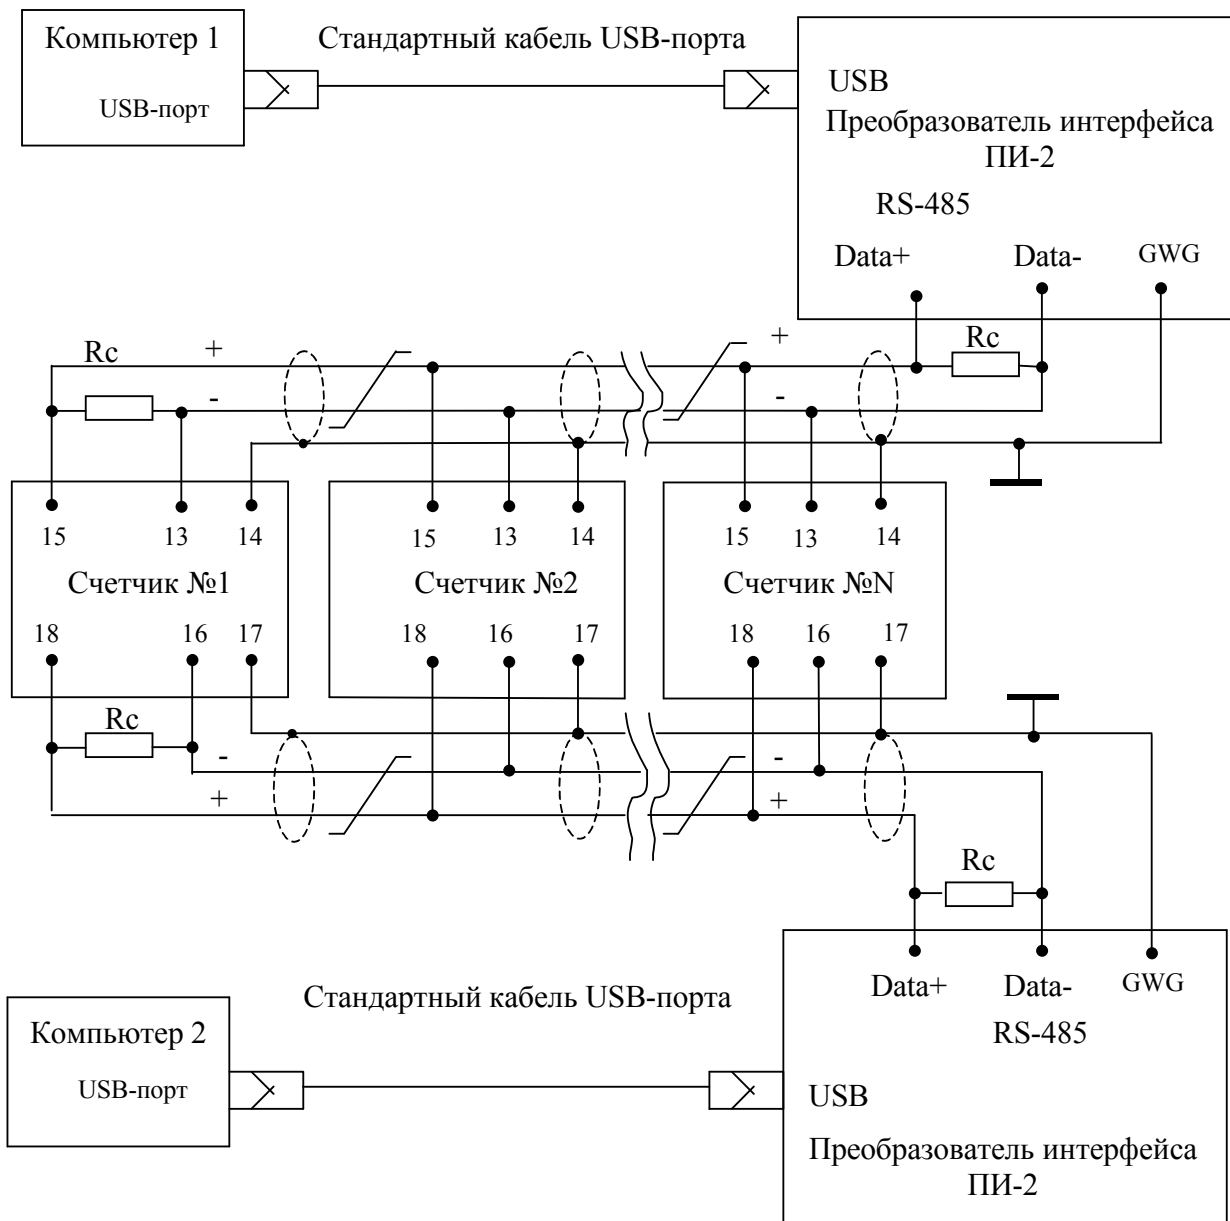 Компьютер 1
USB-порт
Стандартный кабель USB-порта
USB
Преобразователь интерфейса
ПИ-2
RS-485
Data+ Data- GWG
Rc + + Rc
- -
15 13 14 15 13 14 15 13 14
Счетчик №1 Счетчик №2 Счетчик №N
18 16 17 18 16 17 18 16 17
Rc
- -
+ +
Rc
Data+ Data- GWG
RS-485
Стандартный кабель USB-порта
Компьютер 2
USB-порт
USB
Преобразователь интерфейса
ПИ-2